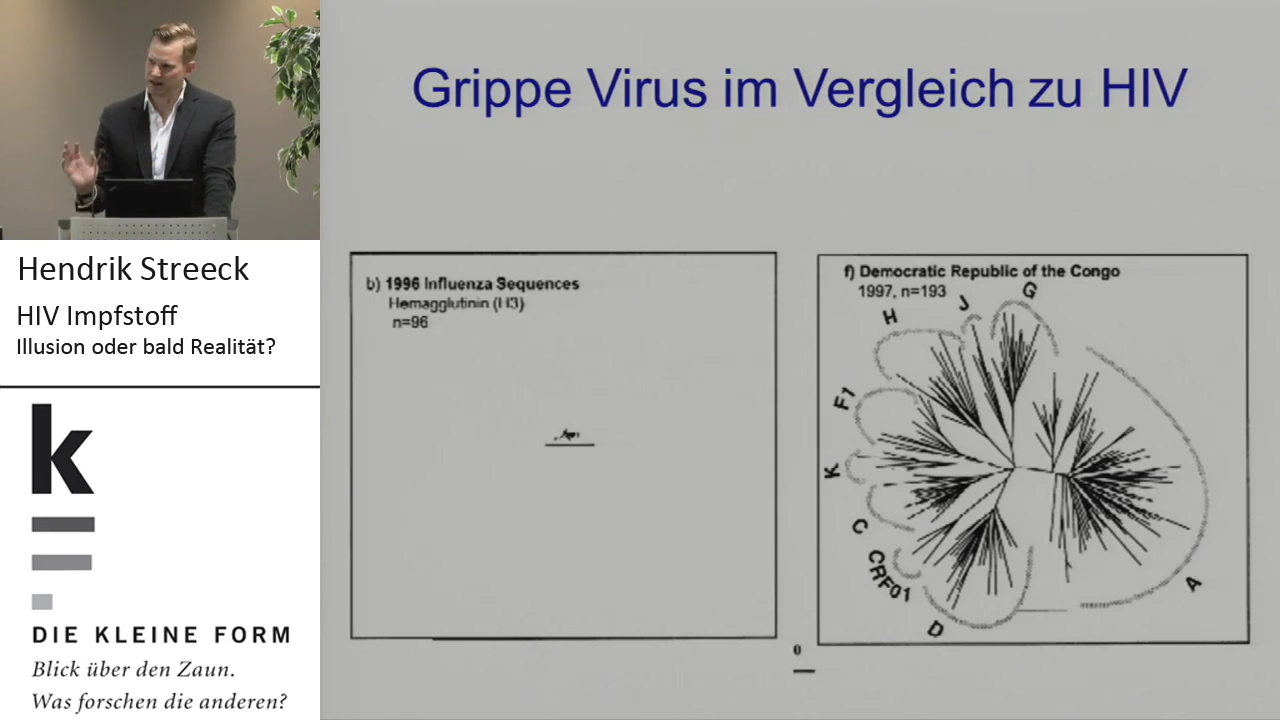 Hendrik Streeck
HIV Impfstoff
Illusion oder bald Realität?
k
DIE KLEINE FORM
Blick über den Zaun.
Was forschen die anderen?
Grippe Virus im Vergleich zu HIV
b) 1996 Influenza Sequences
Hemagglutinin (H3)
n=96
f) Democratic Republic of the Congo
1997, n=193
G
J
H
F1
K
C
CRF01
D
A
0